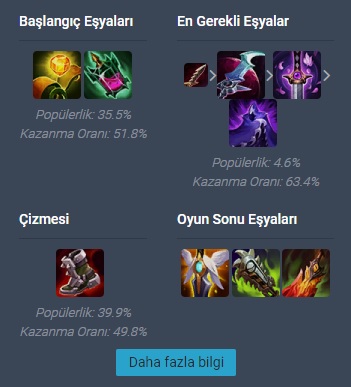 Başlangıç Eşyaları
En Gerekli Eşyalar
Popülerlik: 35.5%
Kazanma Oranı: 51.8%
Popülerlik: 4.6%
Kazanma Oranı: 63.4%
Çizmesi
Oyun Sonu Eşyaları
Popülerlik: 39.9%
Kazanma Oranı: 49.8%
Daha fazla bilgi